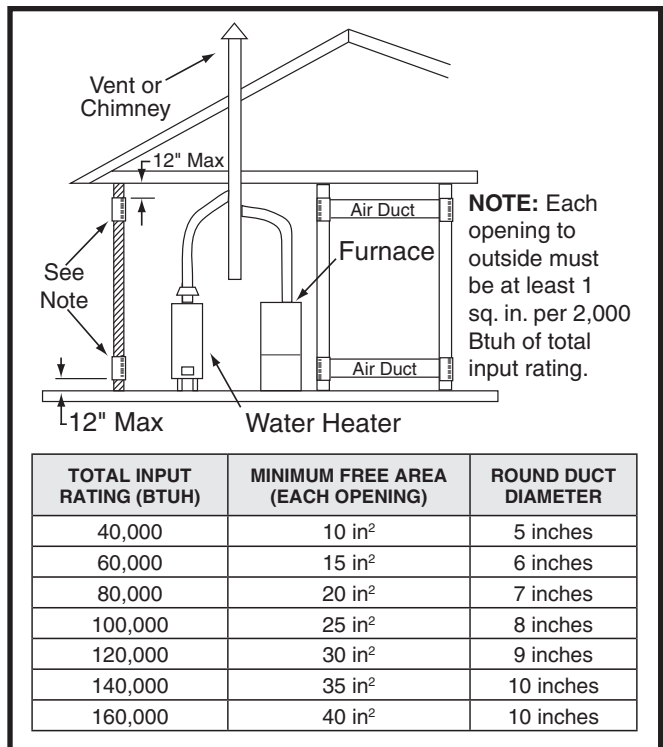 Vent or
Chimney
12" Max
Air Duct
NOTE: Each
opening to
outside must
be at least 1
sq. in. per 2,000
Btuh of total
input rating.
Furnace
See
Note
Air Duct
12" Max
Water Heater
TOTAL INPUT RATING (BTUH) MINIMUM FREE AREA (EACH OPENING) ROUND DUCT DIAMETER
40,000 10 in² 5 inches
60,000 15 in² 6 inches
80,000 20 in² 7 inches
100,000 25 in² 8 inches
120,000 30 in² 9 inches
140,000 35 in² 10 inches
160,000 40 in² 10 inches